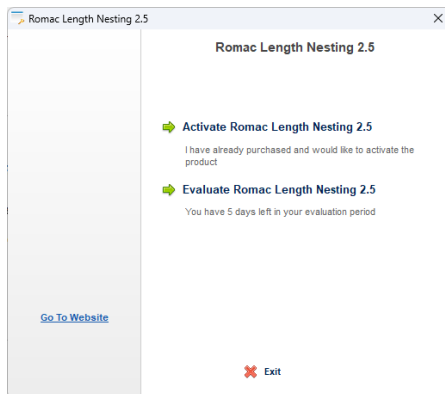 Romac Length Nesting 2.5
Romac Length Nesting 2.5
Activate Romac Length Nesting 2.5
I have already purchased and would like to activate the
product
Evaluate Romac Length Nesting 2.5
You have 5 days left in your evaluation period
Go To Website
Exit